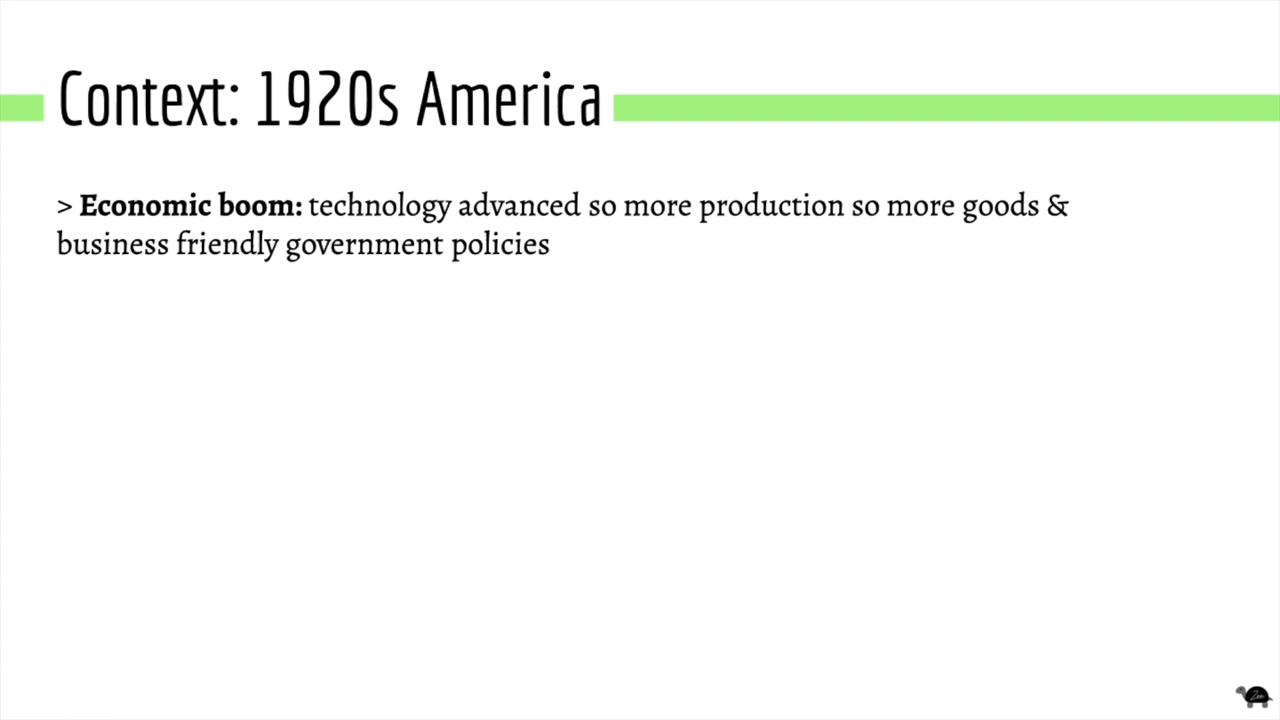 Context: 1920s America
> Economic boom: technology advanced so more production so more goods &
business friendly government policies